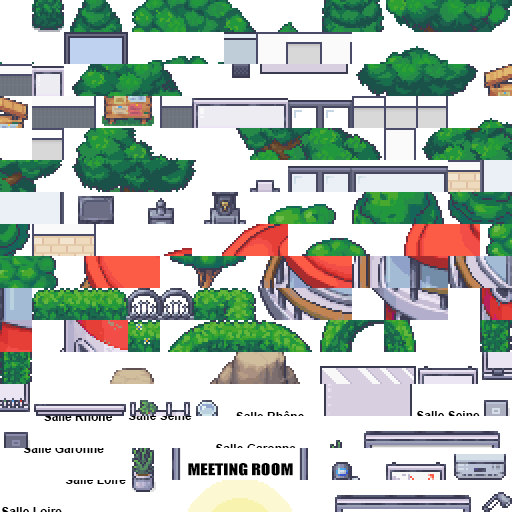 Salle Rhône
Salle Seine
Salle Rhône
Salle Seine
Salle Garonne
Salle Garonne
MEETING ROOM
Salle Loire
Salle Loire